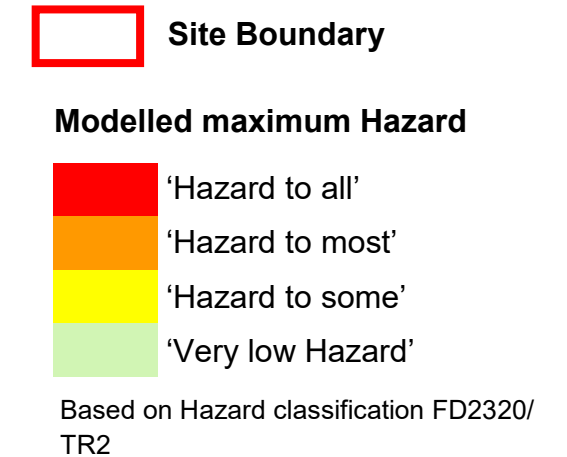 Site Boundary
Modelled maximum Hazard
‘Hazard to all’
‘Hazard to most’
‘Hazard to some’
‘Very low Hazard’
Based on Hazard classification FD2320/
TR2